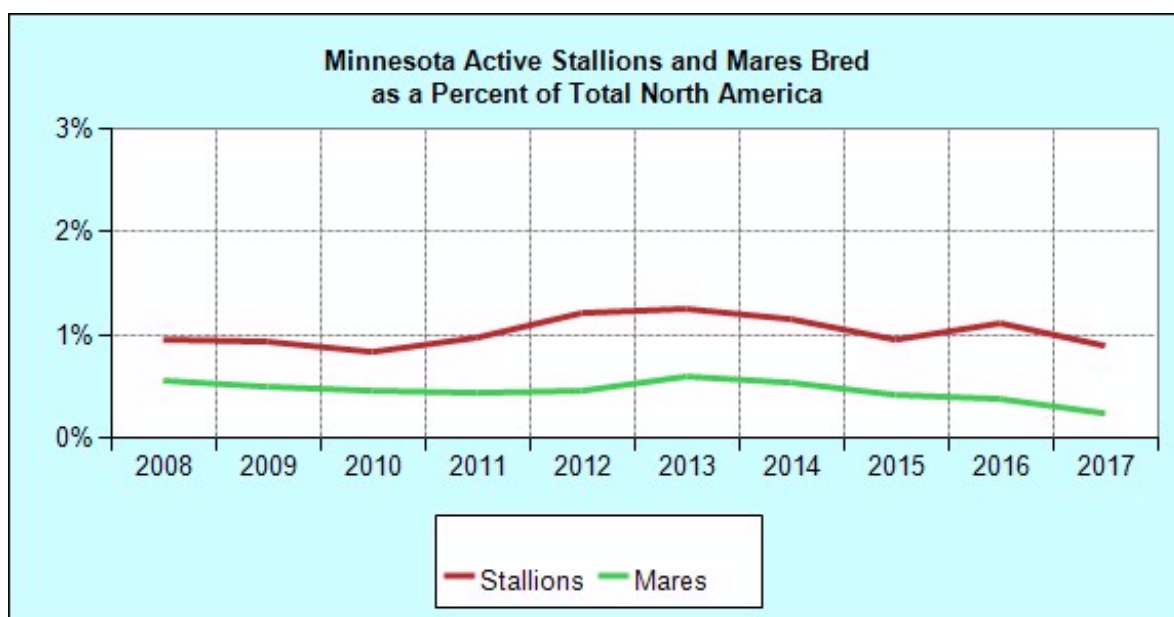 Minnesota Active Stallions and Mares Bred
as a Percent of Total North America
3%
2%
1%
0%
2008 2009 2010 2011 2012 2013 2014 2015 2016 2017
Stallions Mares